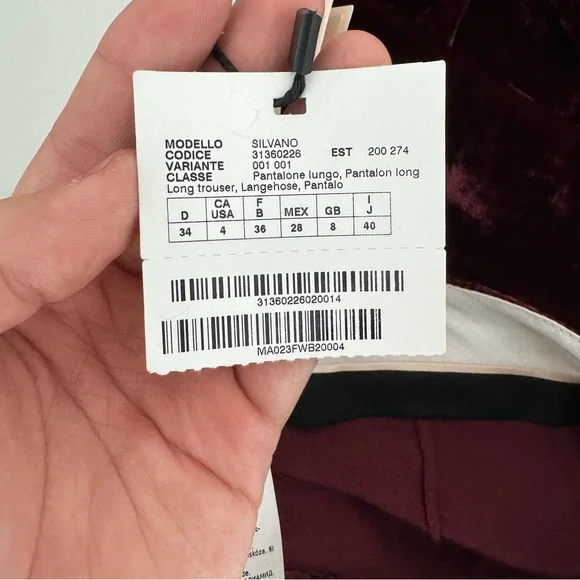 MODELLO SILVANO
CODICE 31360226 EST 200 274
VARIANTE 001 001
CLASSE Pantalone lungo, Pantalon long
Long trouser, Langehose, Pantalo
D CA USA F B MEX GB I J
34 4 36 28 8 40
31360226020014
MA023FWB20004